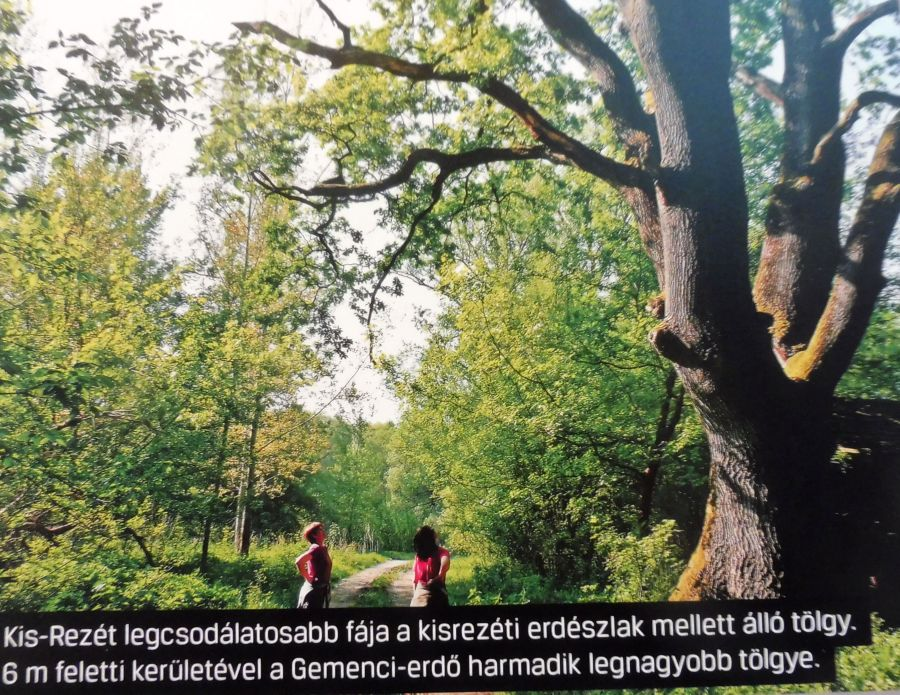 Kis-Rezét legcsodálatosabb fája a kisrezéti erdészlak mellett álló tölgy.
6 m feletti kerületével a Gemenci-erdő harmadik legnagyobb tölgye.